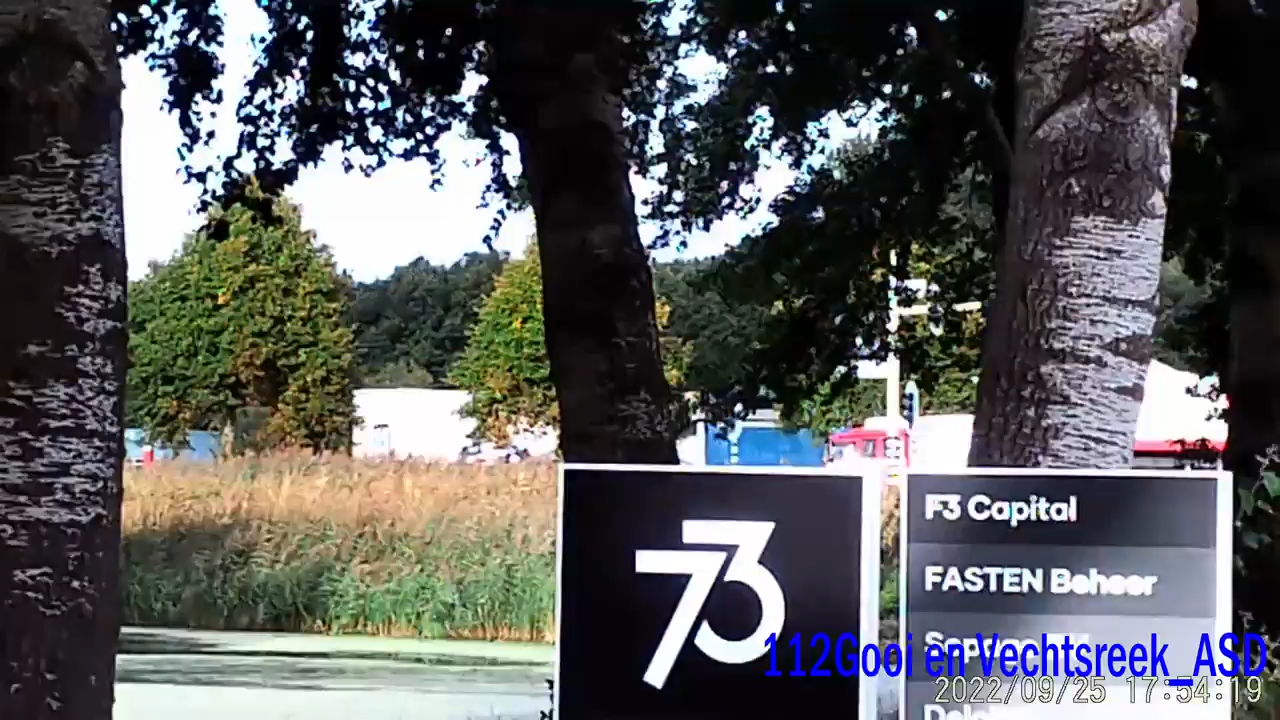 73
F3 Capital
FASTEN Beheer
112Gooi en Vechtsreek_ASD
2022/09/25 17:54:19